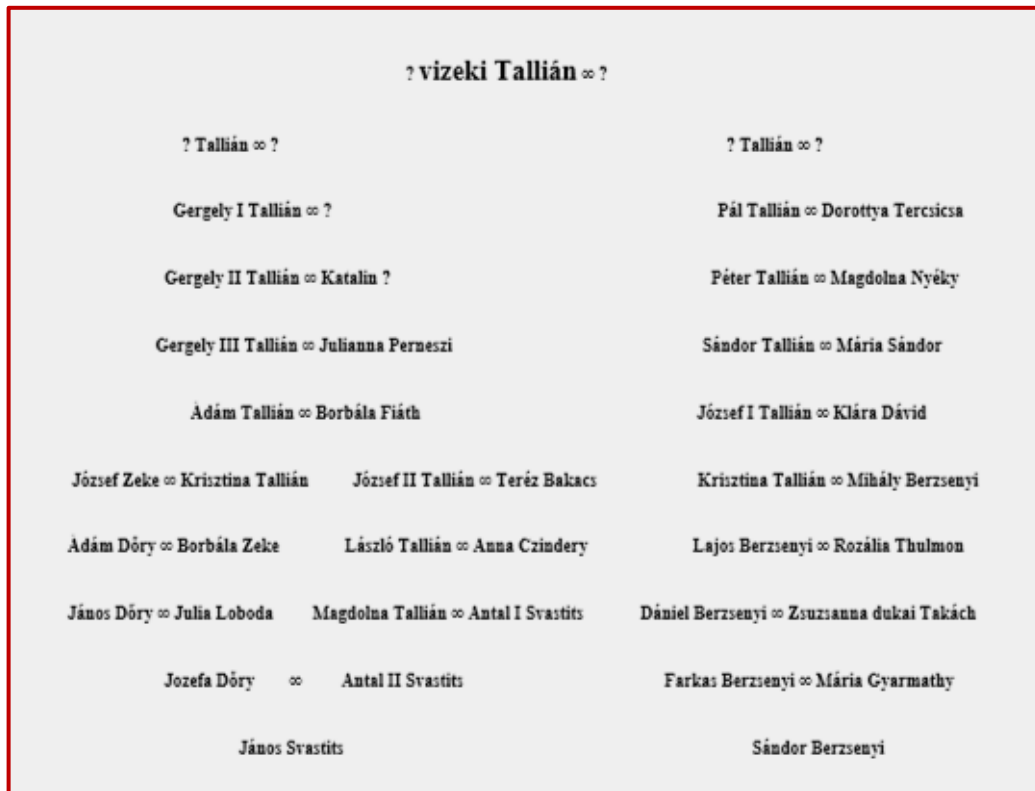 ? vizeki Tallián ∞ ?
? Tallián ∞ ? ? Tallián ∞ ?
Gergely I Tallián ∞ ? Pál Tallián ∞ Dorottya Tercsicsa
Gergely II Tallián ∞ Katalin ? Péter Tallián ∞ Magdolna Nyéky
Gergely III Tallián ∞ Julianna Perneszi Sándor Tallián ∞ Mária Sándor
Àdám Tallián ∞ Borbála Fiáth József I Tallián ∞ Klára Dávid
József Zeke ∞ Krisztina Tallián József II Tallián ∞ Teréz Bakacs Krisztina Tallián ∞ Mihály Berzsenyi
Àdám Dőry ∞ Borbála Zeke László Tallián ∞ Anna Czindery Lajos Berzsenyi ∞ Rozália Thulmon
János Dőry ∞ Julia Loboda Magdolna Tallián ∞ Antal I Svastits Dániel Berzsenyi ∞ Zsuzsanna dukai Takách
Jozefa Dőry ∞ Antal II Svastits Farkas Berzsenyi ∞ Mária Gyarmathy
János Svastits Sándor Berzsenyi